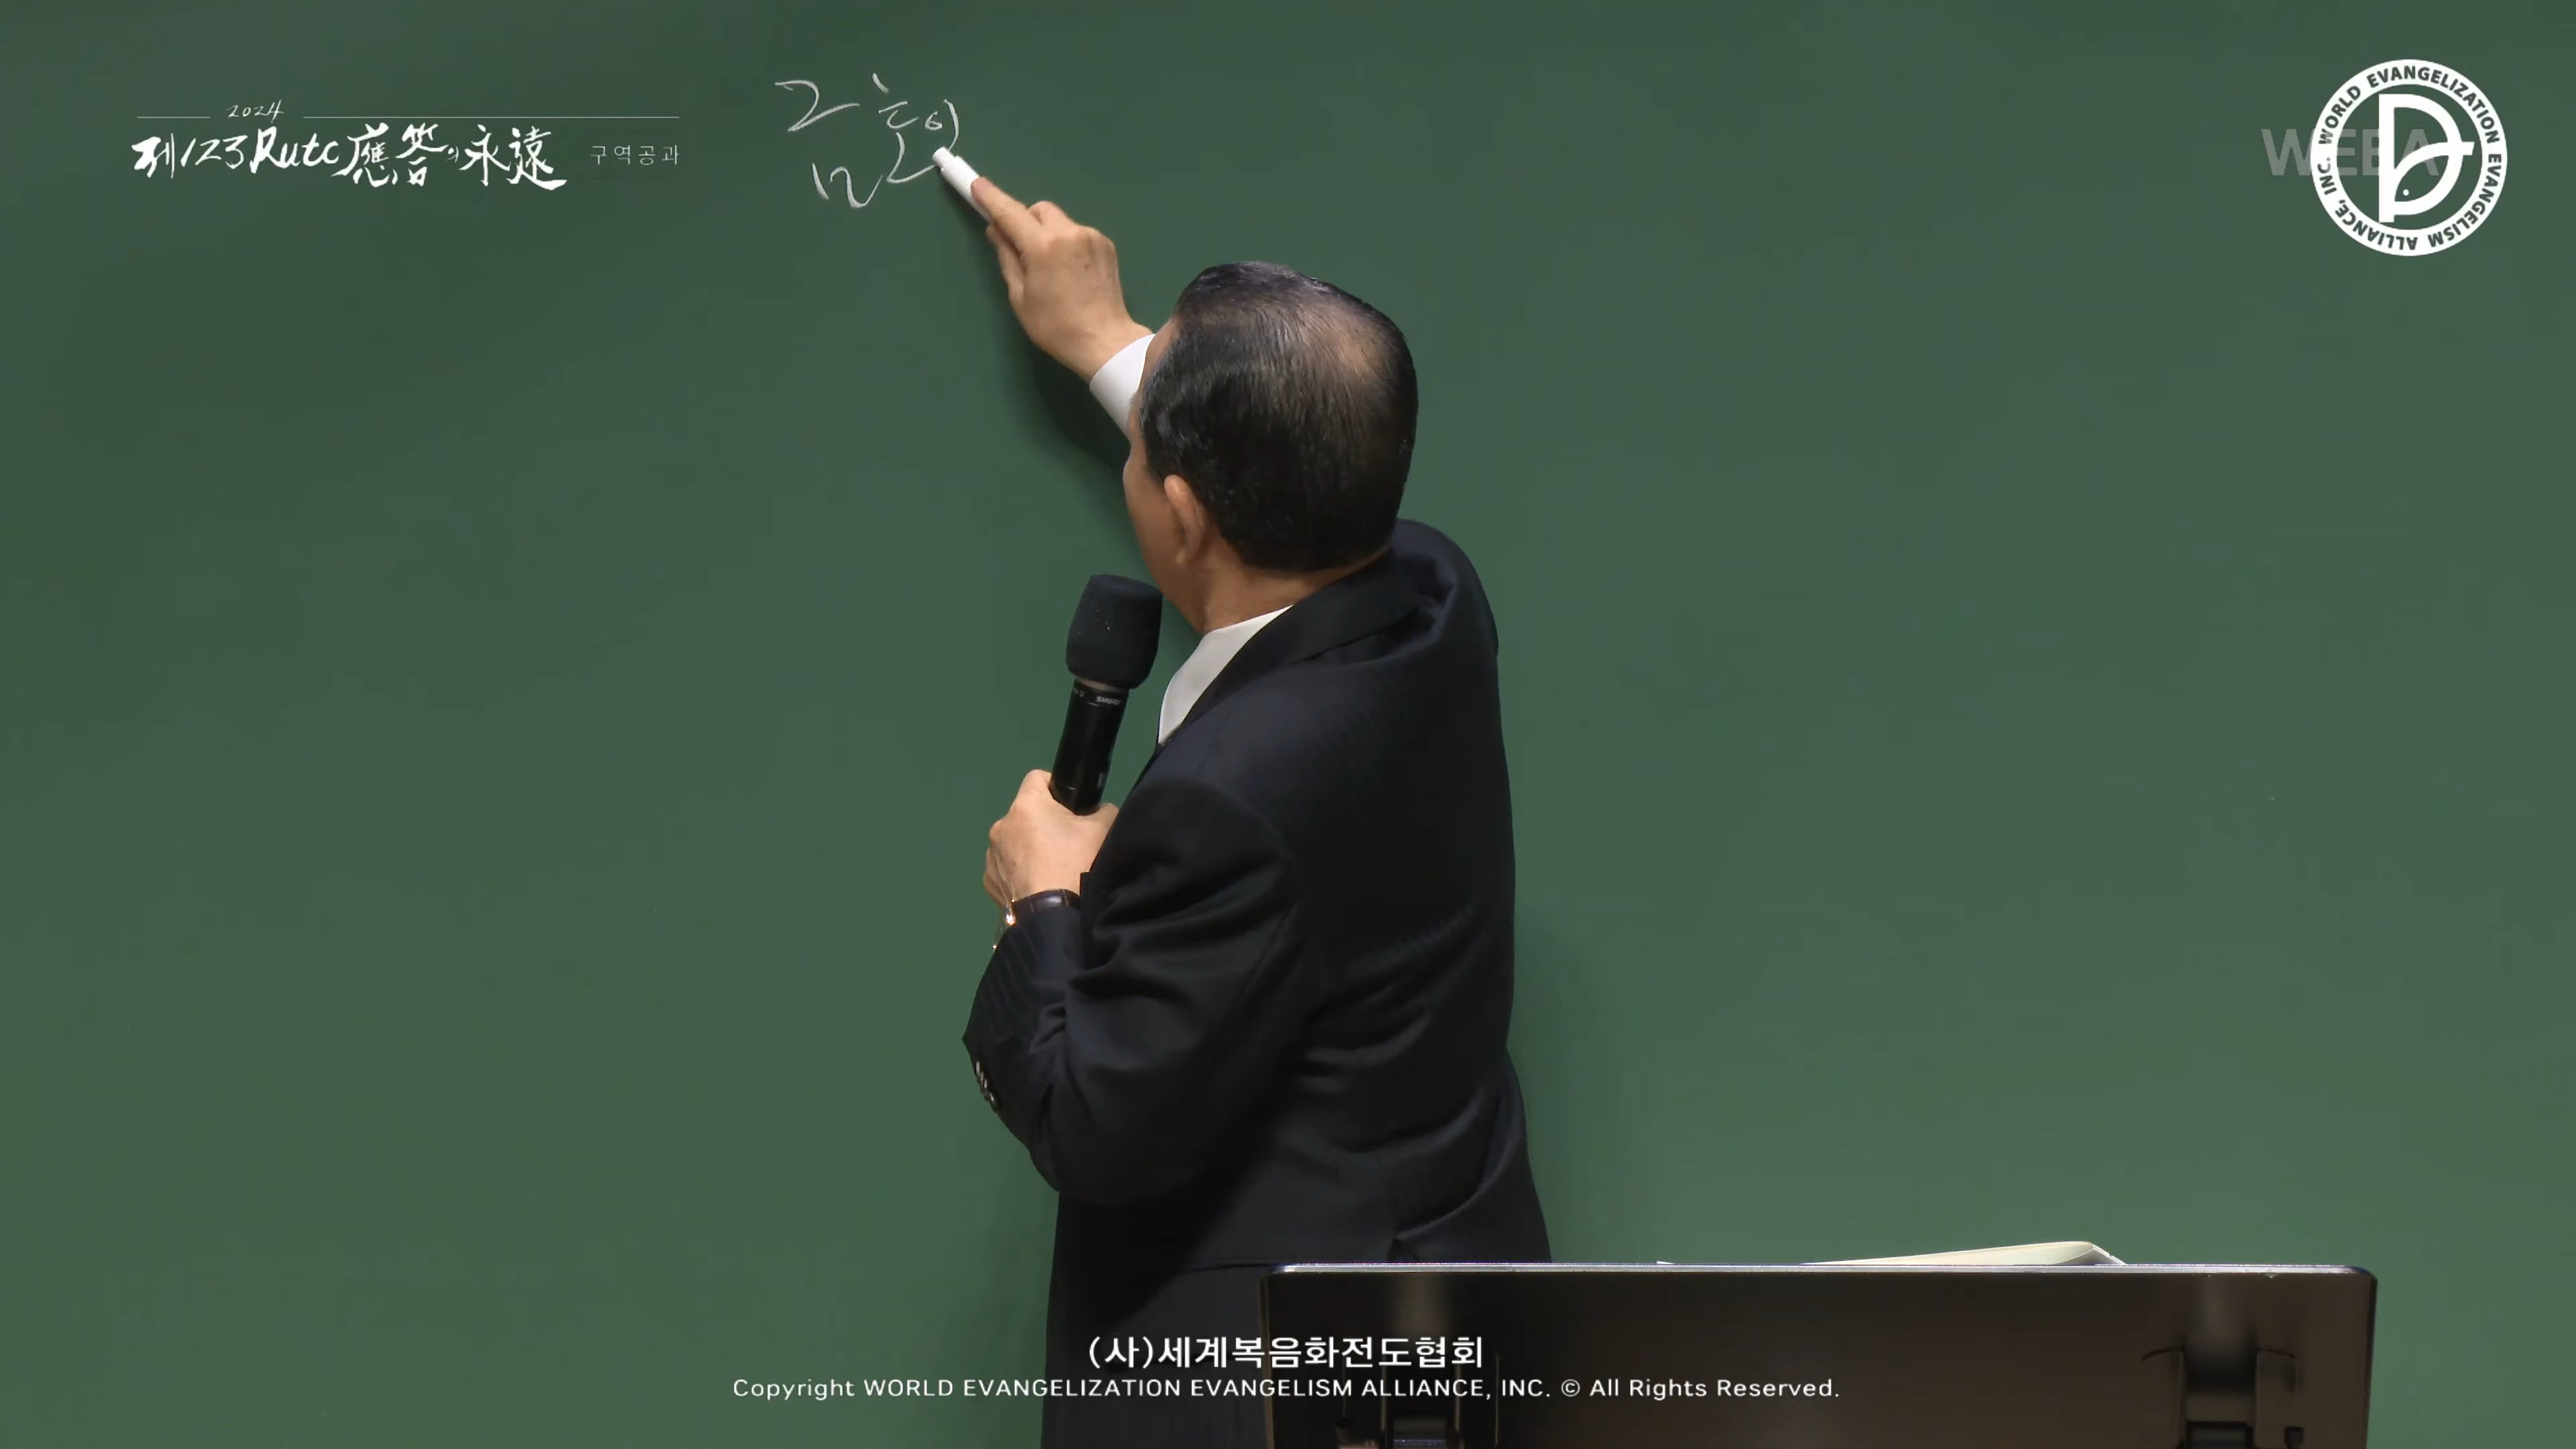 2024
제123 RUTC 應答의 永遠 구역공과
WORLD EVANGELIZATION EVANGELISM ALLIANCE, INC.
(사)세계복음화전도협회
Copyright WORLD EVANGELIZATION EVANGELISM ALLIANCE, INC. © All Rights Reserved.